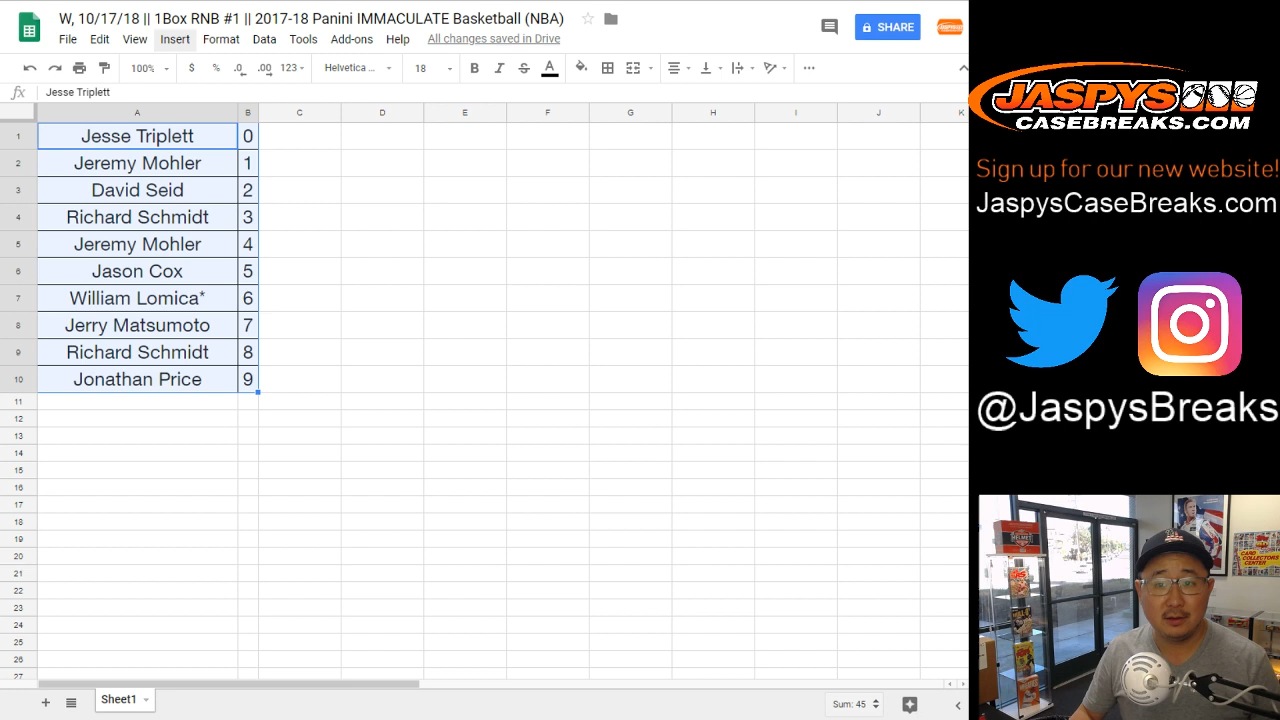 W, 10/17/18 || 1Box RNB #1 || 2017-18 Panini IMMACULATE Basketball (NBA)
File Edit View Insert Format Data Tools Add-ons Help All changes saved in Drive
SHARE
100% $ % .0 .00 123 Helvetica ... 18 B I S A
fx Jesse Triplett
A B C D E F G H I J K
1 Jesse Triplett 0
2 Jeremy Mohler 1
3 David Seid 2
4 Richard Schmidt 3
5 Jeremy Mohler 4
6 Jason Cox 5
7 William Lomica* 6
8 Jerry Matsumoto 7
9 Richard Schmidt 8
10 Jonathan Price 9
11
12
13
14
15
16
17
18
19
20
21
22
23
24
25
26
27
Sheet1
Sum: 45
JASPYS
CASEBREAKS.COM
Sign up for our new website!
JaspysCaseBreaks.com
@JaspysBreaks
HELMET
CARD
COLLECTORS
CENTER